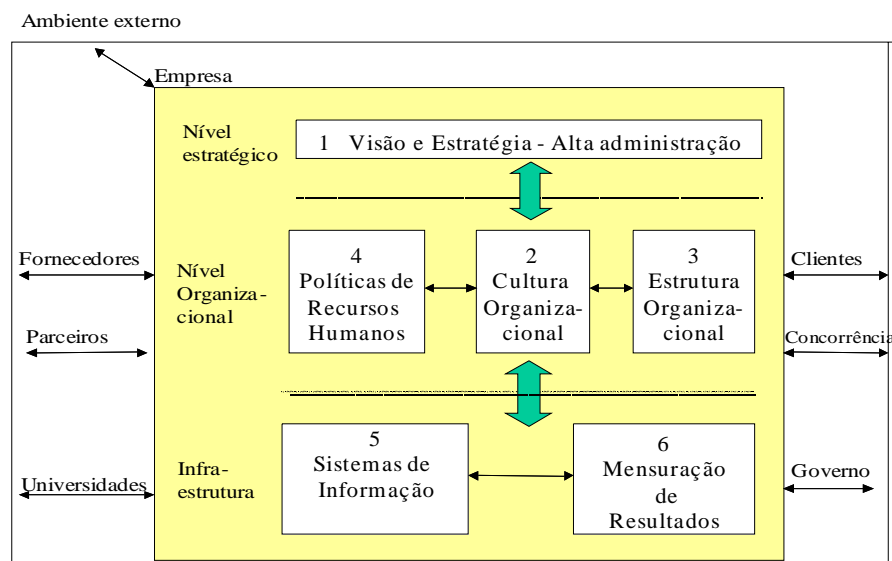 Ambiente externo
Empresa
Nível
estratégico
1 Visão e Estratégia - Alta administração
Fornecedores
Parceiros
Universidades
Nível
Organiza-
cional
4
Políticas de
Recursos
Humanos
2
Cultura
Organiza-
cional
3
Estrutura
Organiza-
cional
Clientes
Concorrência
Governo
Infra-
estrutura
5
Sistemas de
Informação
6
Mensuração
de
Resultados